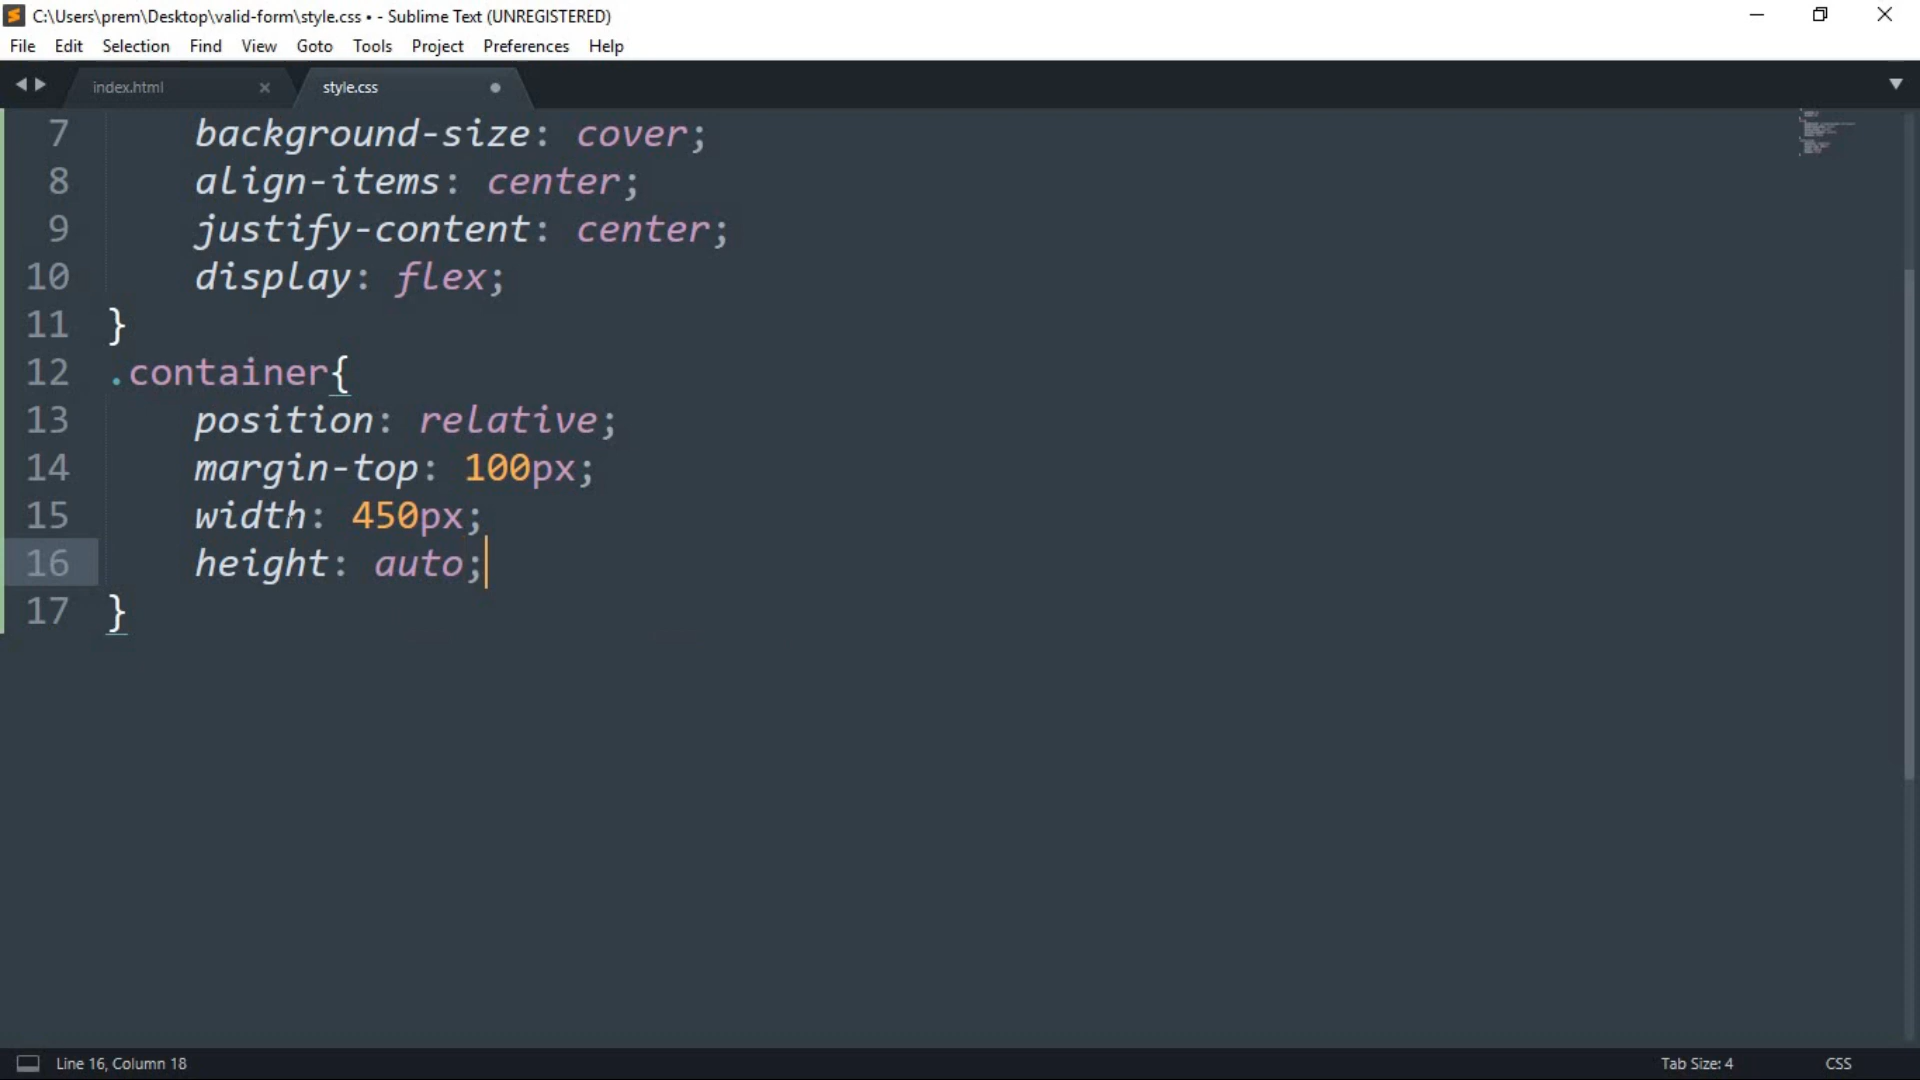 C:\Users\prem\Desktop\valid-form\style.css • - Sublime Text (UNREGISTERED)
File Edit Selection Find View Goto Tools Project Preferences Help
index.html × style.css
7 background-size: cover;
8 align-items: center;
9 justify-content: center;
10 display: flex;
11 }
12 .container{
13 position: relative;
14 margin-top: 100px;
15 width: 450px;
16 height: auto;
17 }
Line 16, Column 18 Tab Size: 4 CSS